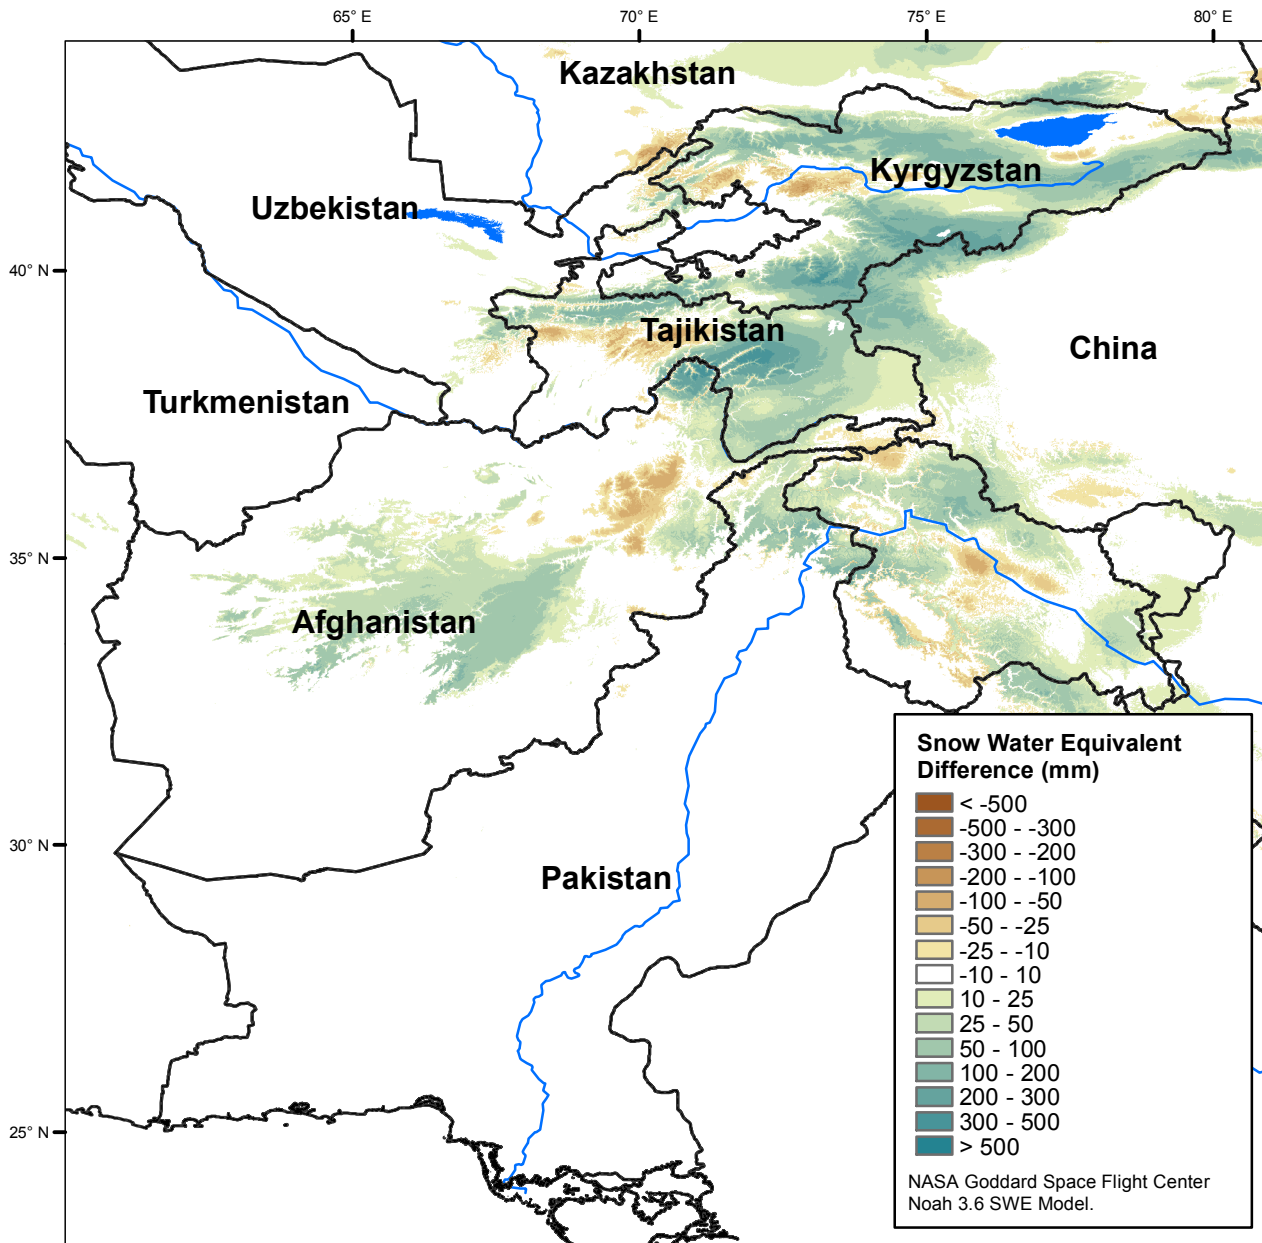 65° E
70° E
75° E
80° E
Kazakhstan
Kyrgyzstan
Uzbekistan
40° N
Tajikistan
China
Turkmenistan
35° N
Afghanistan
Snow Water Equivalent
Difference (mm)
< -500
-500 - -300
-300 - -200
-200 - -100
-100 - -50
-50 - -25
-25 - -10
-10 - 10
10 - 25
25 - 50
50 - 100
100 - 200
200 - 300
300 - 500
> 500
NASA Goddard Space Flight Center
Noah 3.6 SWE Model.
30° N
Pakistan
25° N